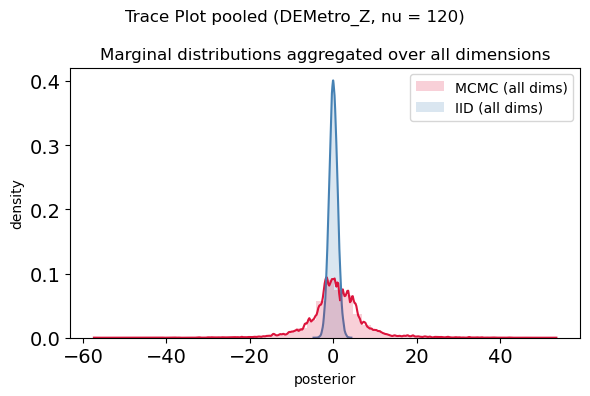 Trace Plot pooled (DEMetro_Z, nu = 120)
Marginal distributions aggregated over all dimensions
MCMC (all dims)
IID (all dims)
0.4
0.3
0.2
0.1
0.0
density
−60
−40
−20
0
20
40
posterior